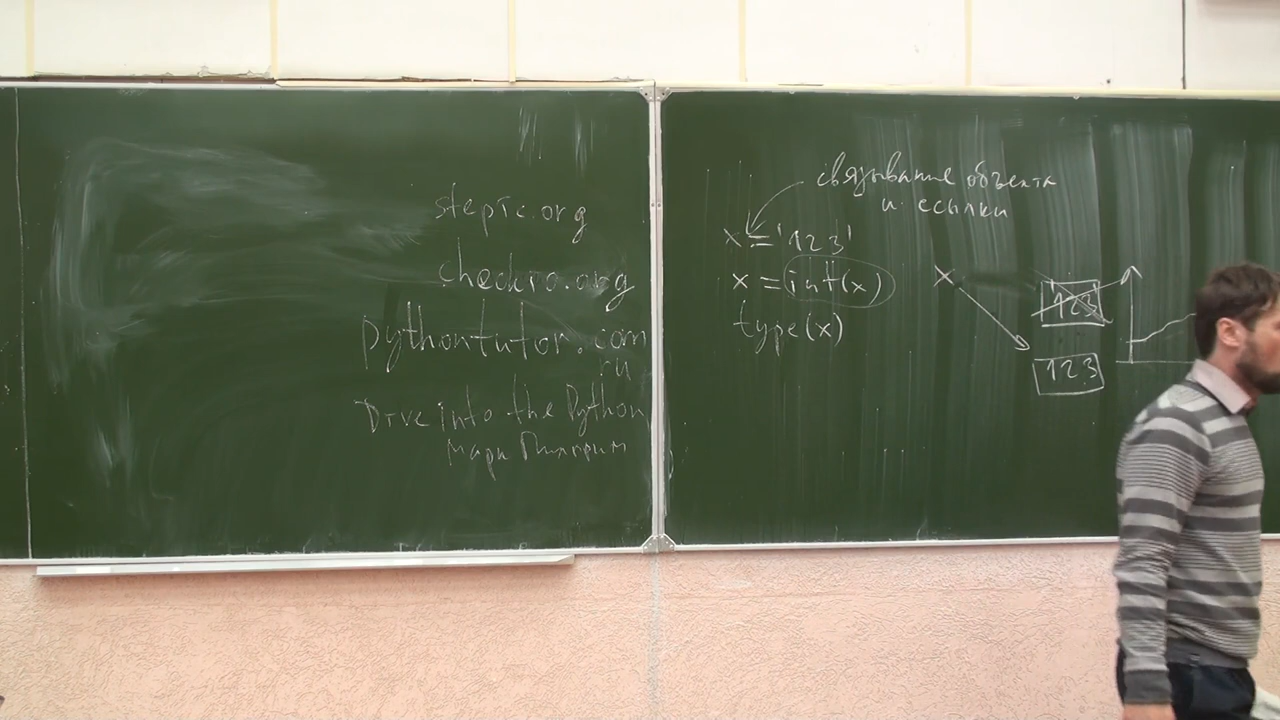 stepic.org
checkio.org
pythontutor.com
ru
Dive into the Python
Марк Пилгрим
связывание объекта
и ссылки
x = '123'
x = int(x)
type(x)
x
'123'
123